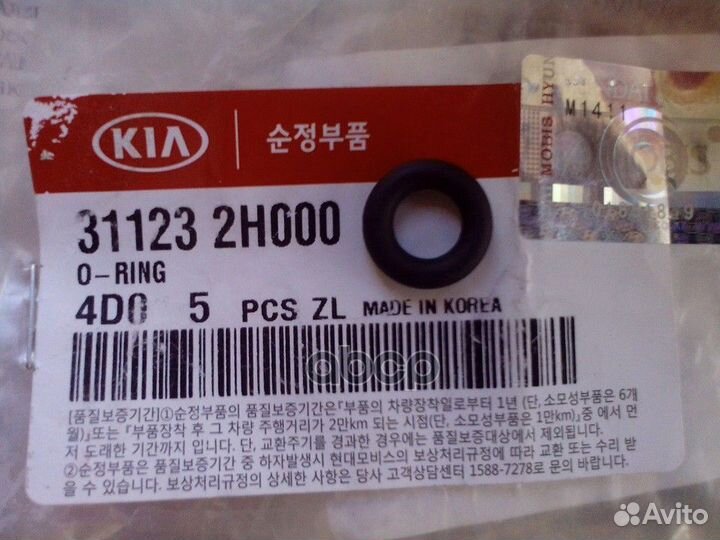 KIA 순정부품
MOBIS HYUN
M1411
31123 2H000
O-RING
4D0 5 PCS ZL MADE IN KOREA
abcp
[품질보증기간]①순정부품의 품질보증기간은｢부품의 차량장착일로부터 1년 (단, 소모성부품은 6개
월)｣또는 ｢부품장착 후 그 차량 주행거리가 2만km 되는 시점(단, 소모성부품은 1만km)｣중 에서 먼
저 도래한 기간까지 입니다. 단, 교환주기를 경과한 경우에는 품질보증대상에서 제외됩니다.
②순정부품은 품질보증기간 중 하자발생시 현대모비스의 보상처리규정에 따라 교환 또는 수리 받
을 수 있습니다. 보상처리규정의 상세한 사항은 당사 고객상담센터 1588-7278로 문의 바랍니다.
Avito